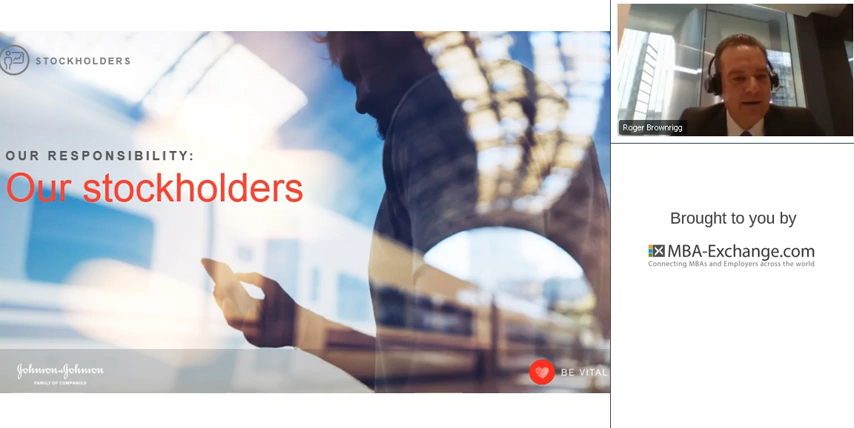 STOCKHOLDERS
OUR RESPONSIBILITY:
Our stockholders
Johnson & Johnson
FAMILY OF COMPANIES
BE VITAL
Roger Brownrigg
Brought to you by
MBA-Exchange.com
Connecting MBAs and Employers across the world